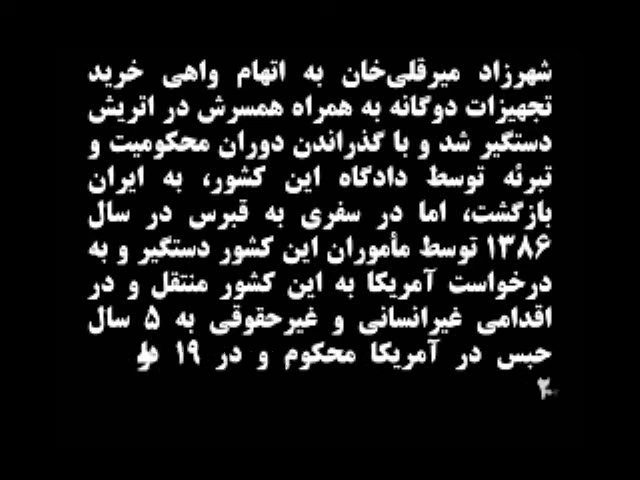 شهرزاد میرقلی‌خان به اتهام واهی خرید
تجهیزات دوگانه به همراه همسرش در اتریش
دستگیر شد و با گذراندن دوران محکومیت و
تبرئه توسط دادگاه این کشور، به ایران
بازگشت، اما در سفری به قبرس در سال
۱۳۸۶ توسط مأموران این کشور دستگیر و به
درخواست آمریکا به این کشور منتقل و در
اقدامی غیرانسانی و غیرحقوقی به ۵ سال
حبس در آمریکا محکوم و در ۱۹